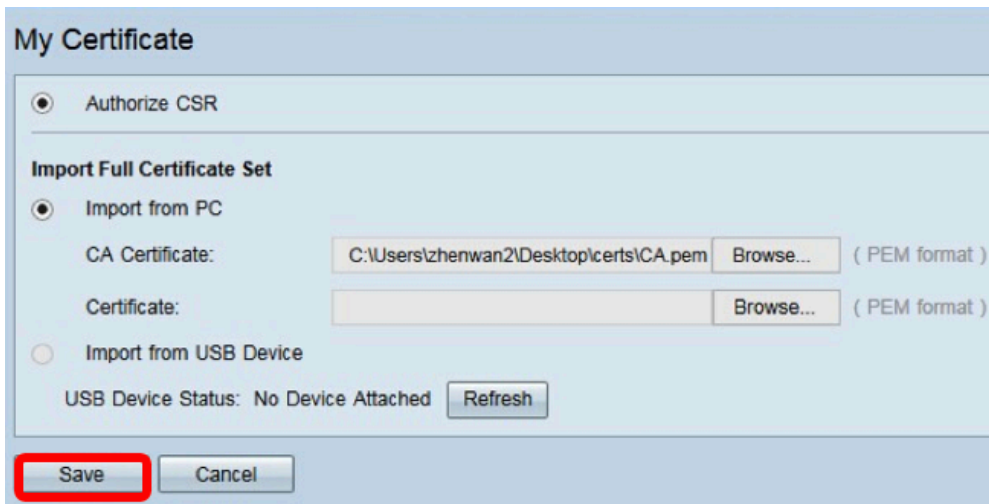 My Certificate
Authorize CSR
Import Full Certificate Set
Import from PC
CA Certificate: C:\Users\zhenwan2\Desktop\certs\CA.pem Browse... ( PEM format )
Certificate: Browse... ( PEM format )
Import from USB Device
USB Device Status: No Device Attached Refresh
Save Cancel